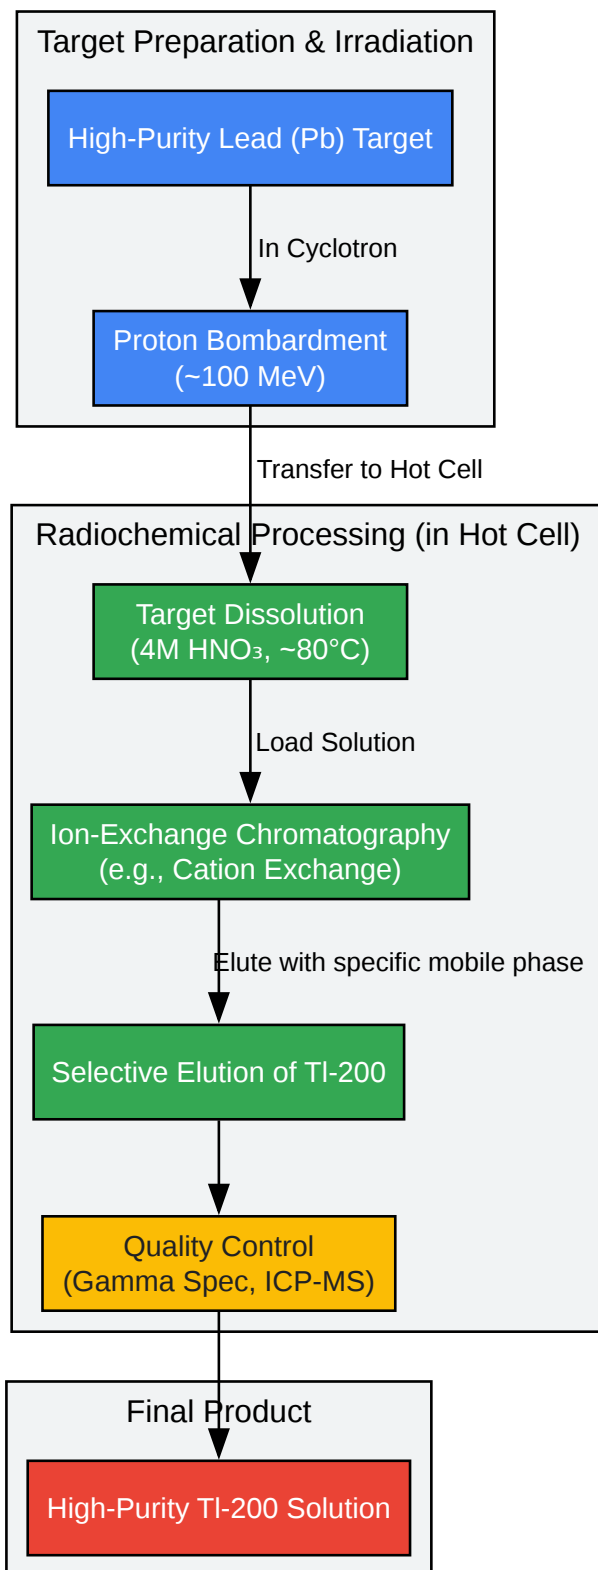 Target Preparation & Irradiation
High-Purity Lead (Pb) Target
In Cyclotron
Proton Bombardment
(~100 MeV)
Transfer to Hot Cell
Radiochemical Processing (in Hot Cell)
Target Dissolution
(4M HNO₃, ~80°C)
Load Solution
Ion-Exchange Chromatography
(e.g., Cation Exchange)
Elute with specific mobile phase
Selective Elution of Tl-200
Quality Control
(Gamma Spec, ICP-MS)
Final Product
High-Purity Tl-200 Solution